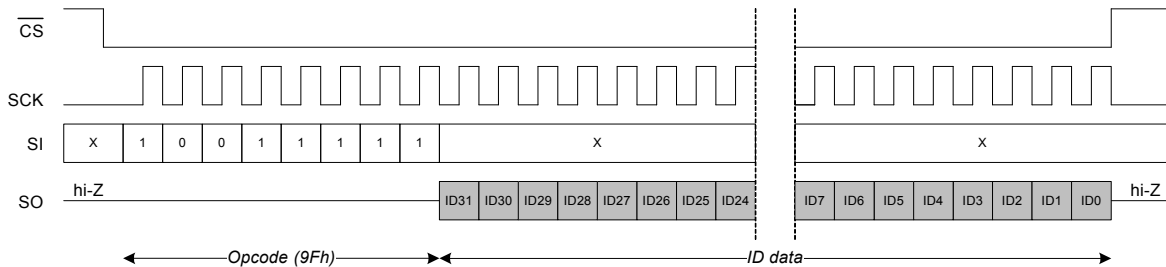 CS
SCK
SI X 1 0 0 1 1 1 1 1 X X
hi-Z hi-Z
SO ID31 ID30 ID29 ID28 ID27 ID26 ID25 ID24 ID7 ID6 ID5 ID4 ID3 ID2 ID1 ID0
Opcode (9Fh) ID data